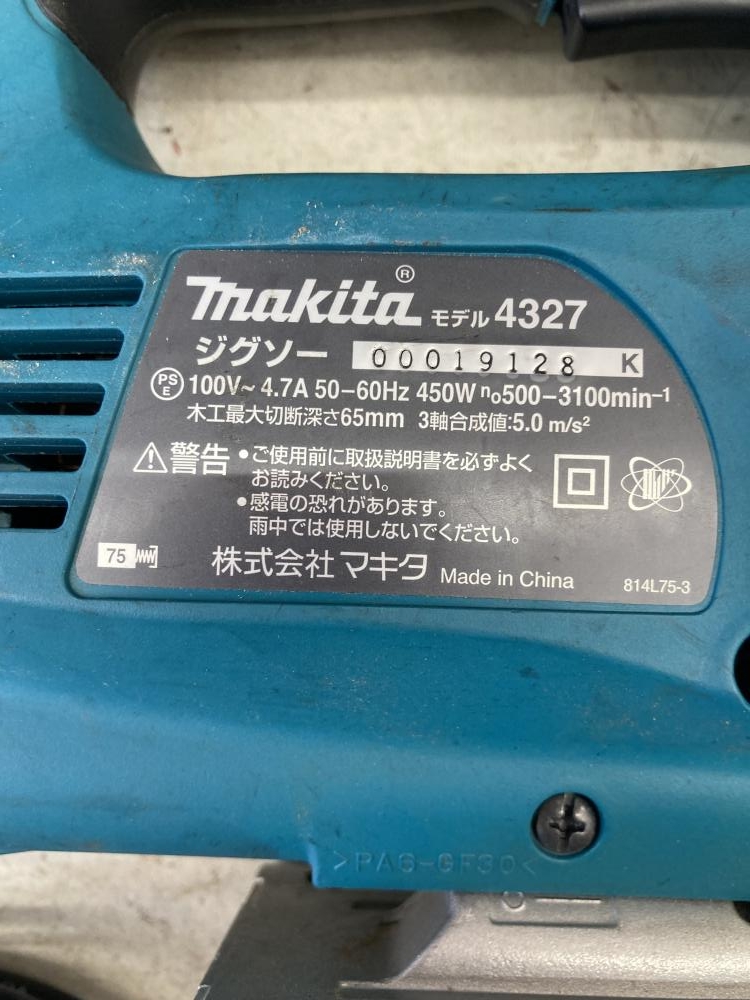 makita® モデル 4327
ジグソー 00019128 K
PSE 100V~ 4.7A 50-60Hz 450W no500-3100min-1
木工最大切断深さ65mm 3軸合成値:5.0 m/s²
警告 •ご使用前に取扱説明書を必ずよく
お読みください。
•感電の恐れがあります。
雨中では使用しないでください。
75 株式会社マキタ Made in China 814L75-3
>PA6-GF30<